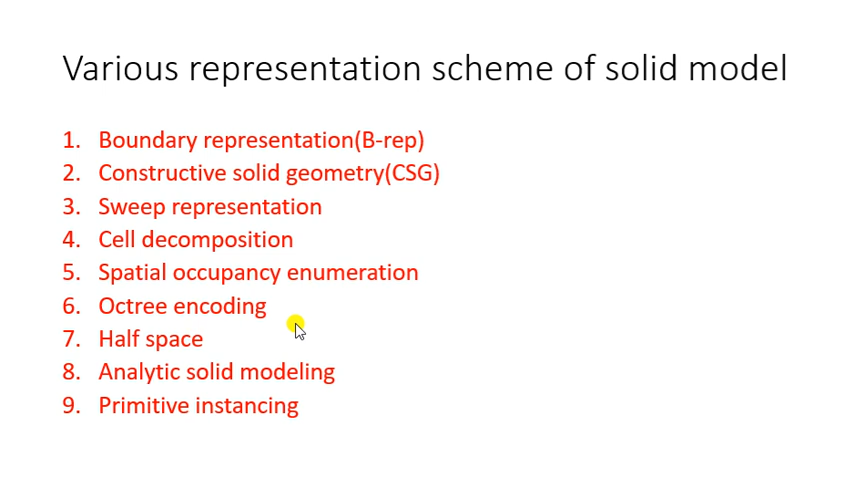 Various representation scheme of solid model
1. Boundary representation(B-rep)
2. Constructive solid geometry(CSG)
3. Sweep representation
4. Cell decomposition
5. Spatial occupancy enumeration
6. Octree encoding
7. Half space
8. Analytic solid modeling
9. Primitive instancing